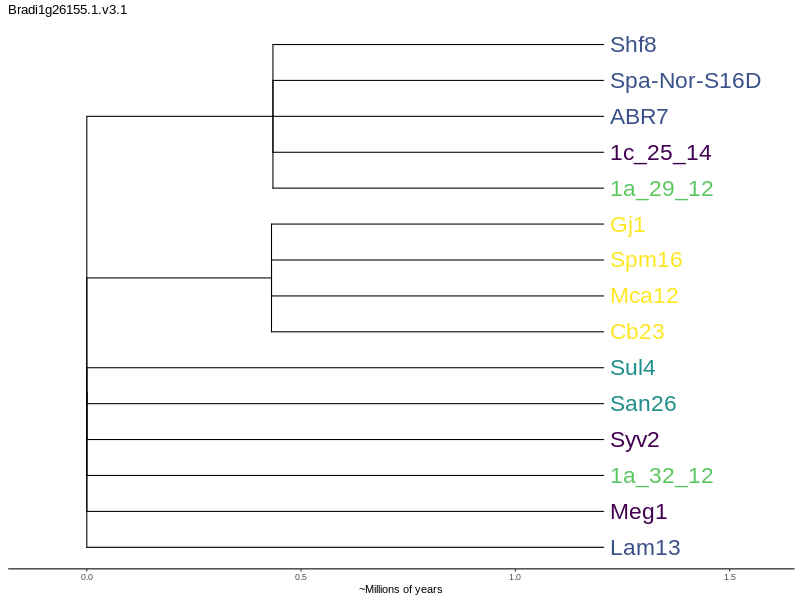 Bradi1g26155.1.v3.1
Shf8
Spa-Nor-S16D
ABR7
1c_25_14
1a_29_12
Gj1
Spm16
Mca12
Cb23
Sul4
San26
Syv2
1a_32_12
Meg1
Lam13
0.0 0.5 1.0 1.5
~Millions of years